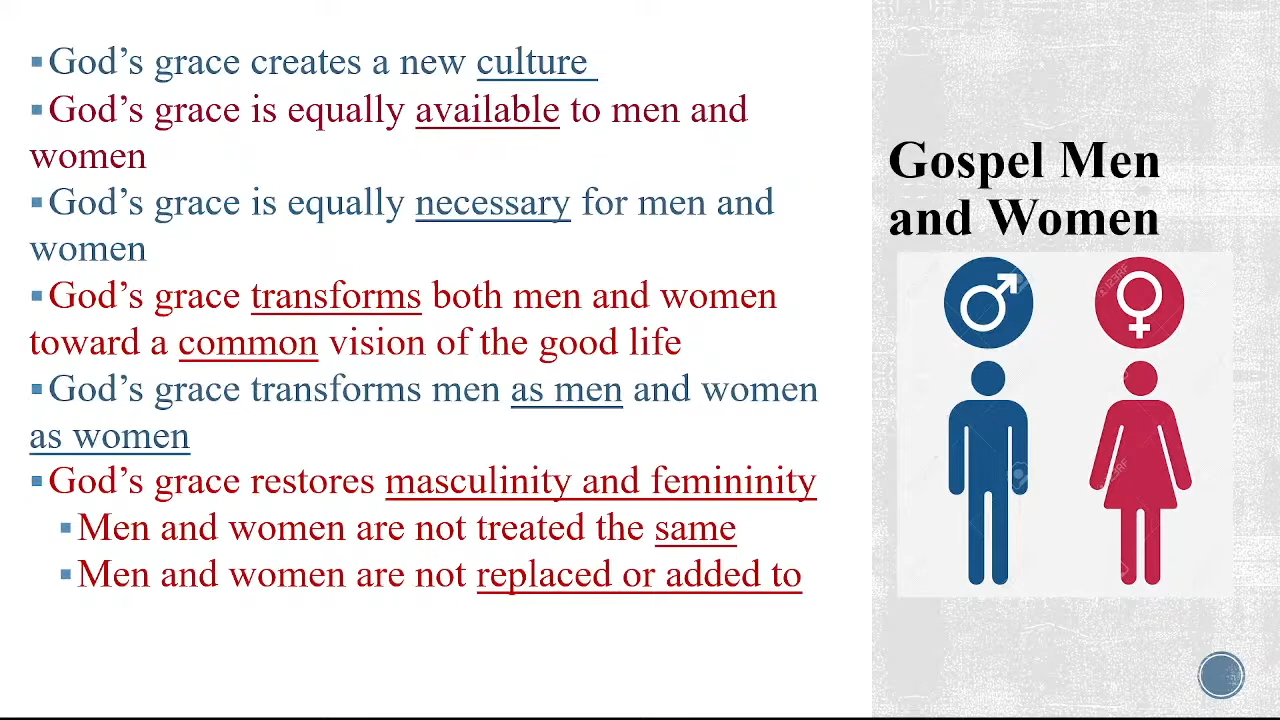 ▪God’s grace creates a new culture
▪God’s grace is equally available to men and
women
▪God’s grace is equally necessary for men and
women
▪God’s grace transforms both men and women
toward a common vision of the good life
▪God’s grace transforms men as men and women
as women
▪God’s grace restores masculinity and femininity
▪Men and women are not treated the same
▪Men and women are not replaced or added to
Gospel Men
and Women
123RF
123RF
123RF